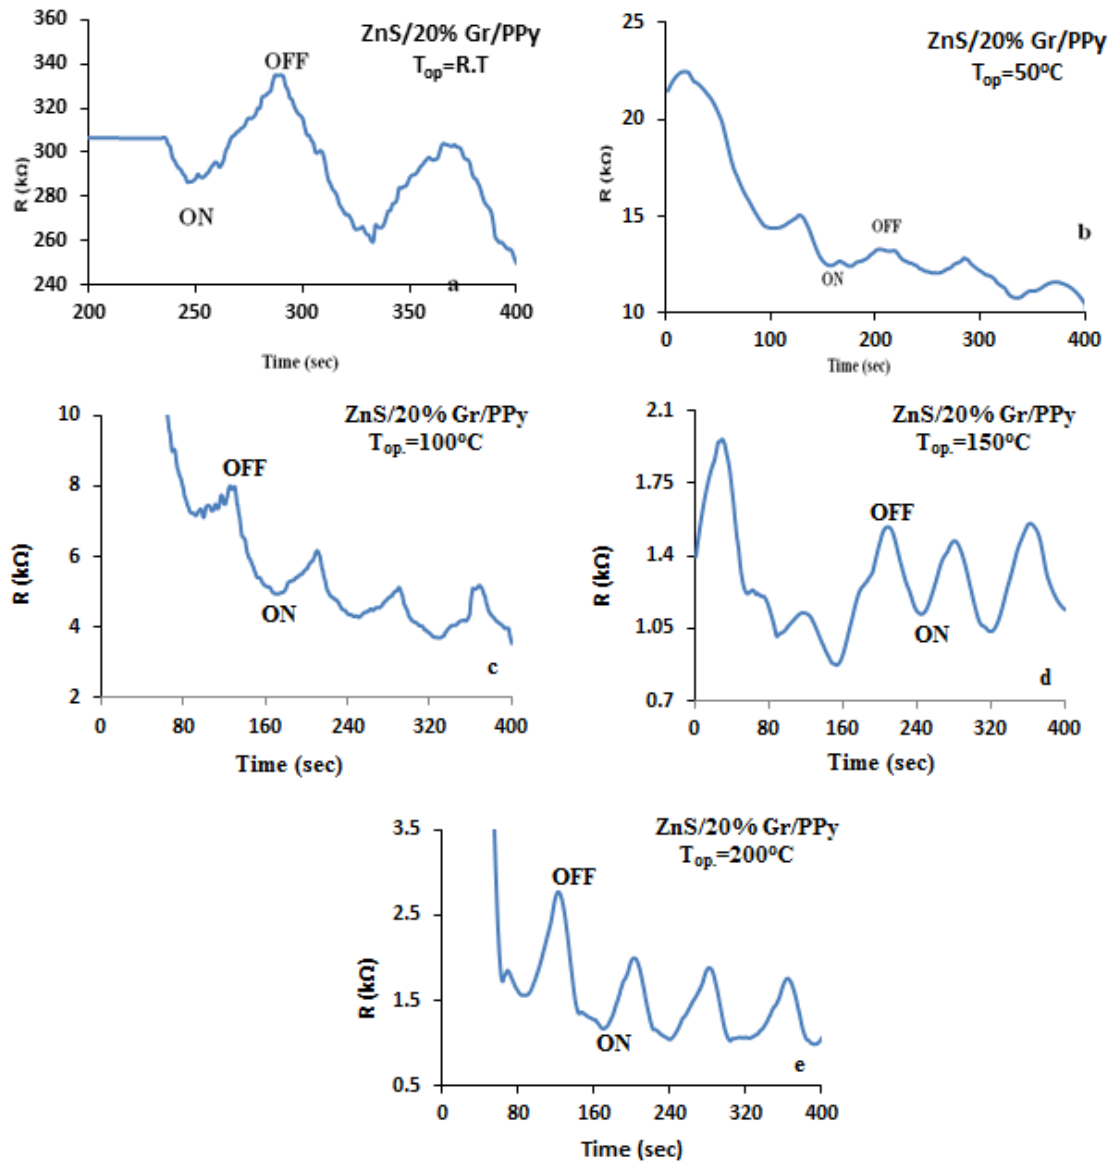 ZnS/20% Gr/PPy
Top=R.T
360
340
320
300
280
260
240
R (kΩ)
OFF
ON
a
200 250 300 350 400
Time (sec)
ZnS/20% Gr/PPy
Top=50°C
25
20
15
10
R (kΩ)
OFF
ON
b
0 100 200 300 400
Time (sec)
ZnS/20% Gr/PPy
Top.=100°C
10
8
6
4
2
R (kΩ)
OFF
ON
c
0 80 160 240 320 400
Time (sec)
ZnS/20% Gr/PPy
Top.=150°C
2.1
1.75
1.4
1.05
0.7
R (kΩ)
OFF
ON
d
0 80 160 240 320 400
Time (sec)
ZnS/20% Gr/PPy
Top.=200°C
3.5
2.5
1.5
0.5
R (kΩ)
OFF
ON
e
0 80 160 240 320 400
Time (sec)